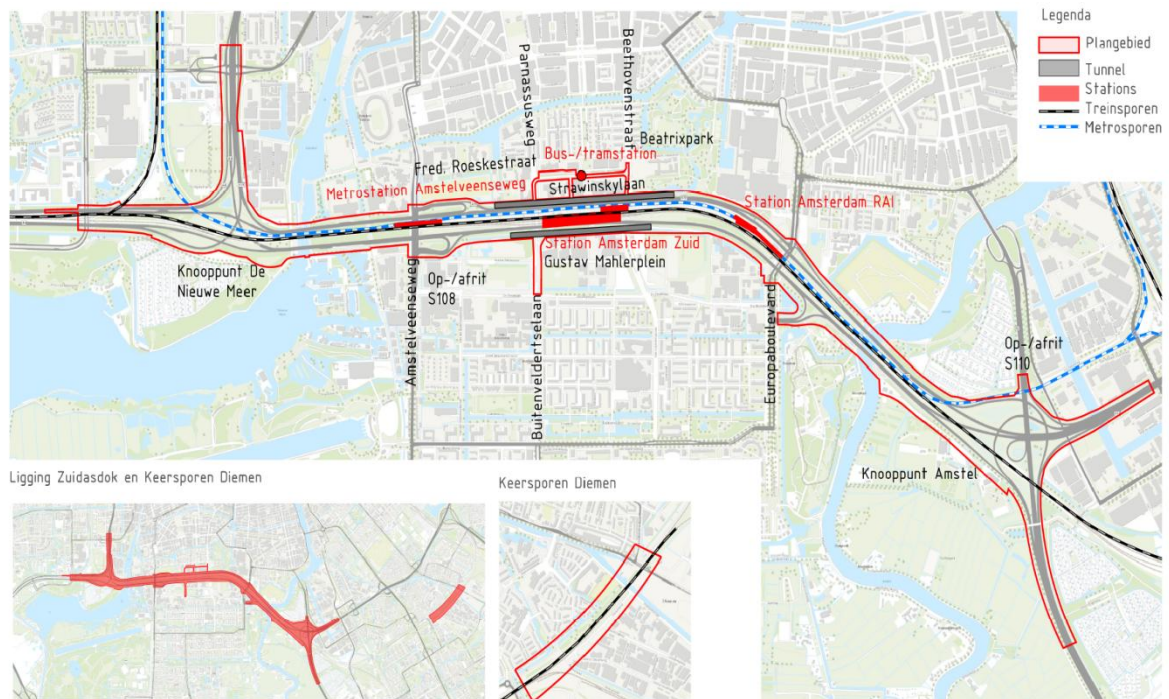 Legenda
Plangebied
Tunnel
Stations
Treinsporen
Metrosporen
Parnassusweg
Beethovenstraat
Beatrixpark
Bus-/tramstation
Fred. Roeskestraat
Strawinskylaan
Metrostation Amstelveenseweg
Station Amsterdam RAI
Station Amsterdam Zuid
Gustav Mahlerplein
Knooppunt De
Nieuwe Meer
Op-/afrit
S108
Amstelveenseweg
Buitenveldertselaan
Europaboulevard
Op-/afrit
S110
Knooppunt Amstel
Ligging Zuidasdok en Keersporen Diemen
Keersporen Diemen